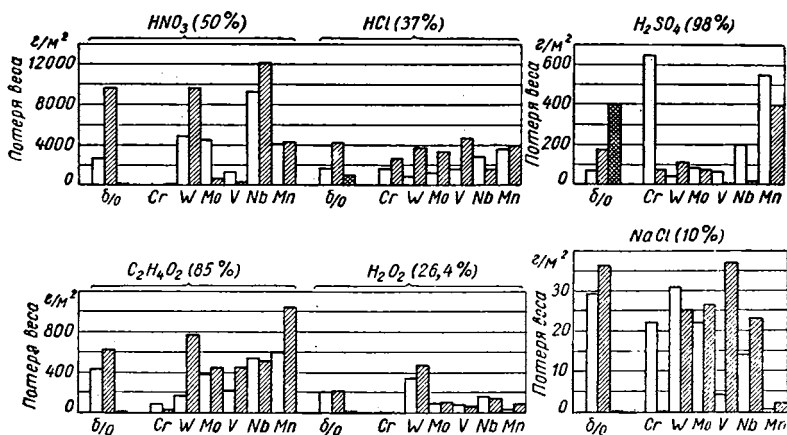 HNO₃ (50%)
HCl (37%)
H₂SO₄ (98%)
г/м²
12000
8000
4000
0
Потеря веса
б/о Cr W Mo V Nb Mn
б/о Cr W Mo V Nb Mn
г/м²
600
400
200
0
Потеря веса
б/о Cr W Mo V Nb Mn
C₂H₄O₂ (85%)
H₂O₂ (26,4%)
NaCl (10%)
г/м²
800
400
0
Потеря веса
б/о Cr W Mo V Nb Mn
б/о Cr W Mo V Nb Mn
г/м²
30
20
10
0
Потеря веса
б/о Cr W Mo V Nb Mn